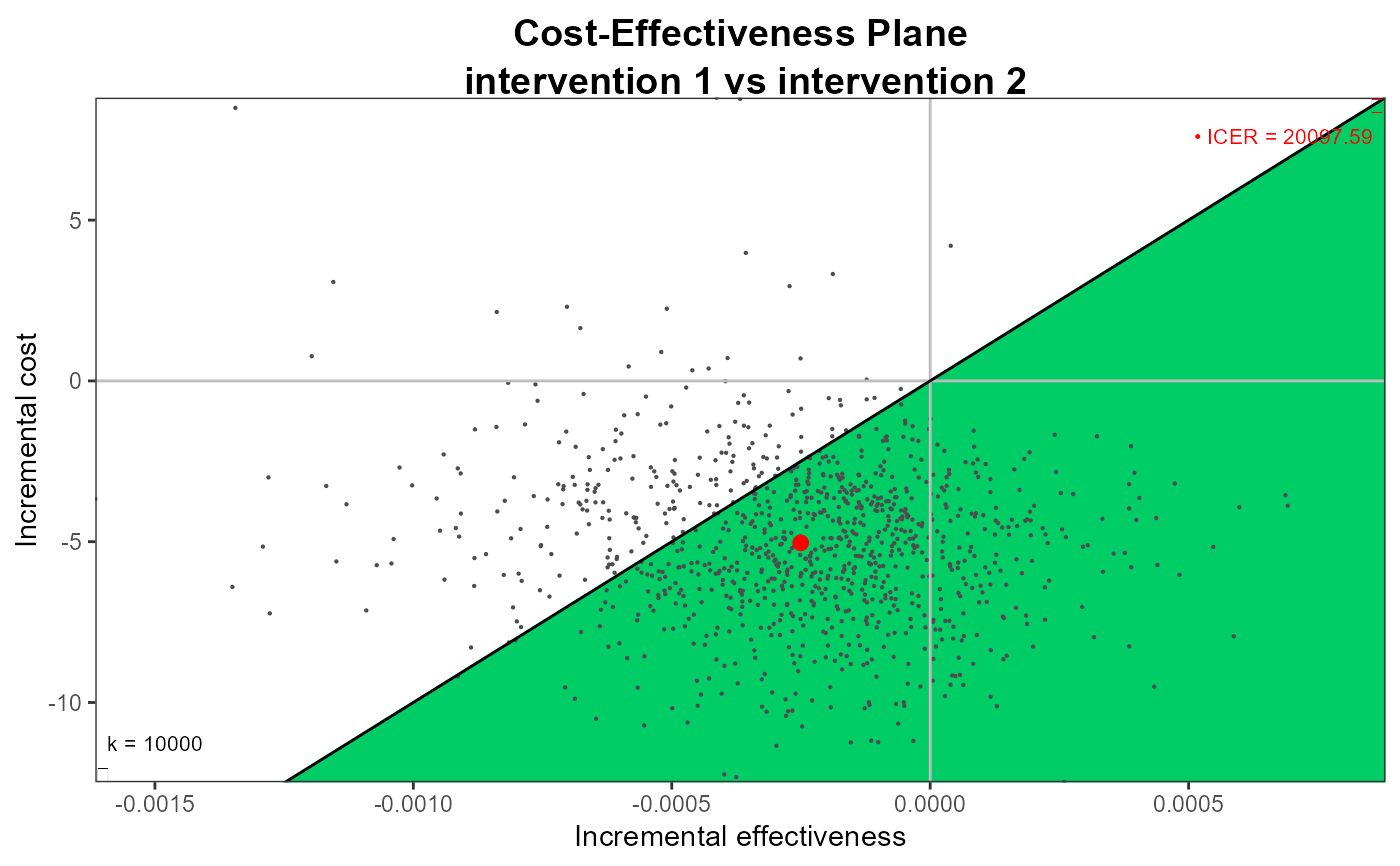 Cost-Effectiveness Plane
intervention 1 vs intervention 2
• ICER = 20097.59
5
0
-5
-10
Incremental cost
k = 10000
-0.0015
-0.0010
-0.0005
0.0000
0.0005
Incremental effectiveness